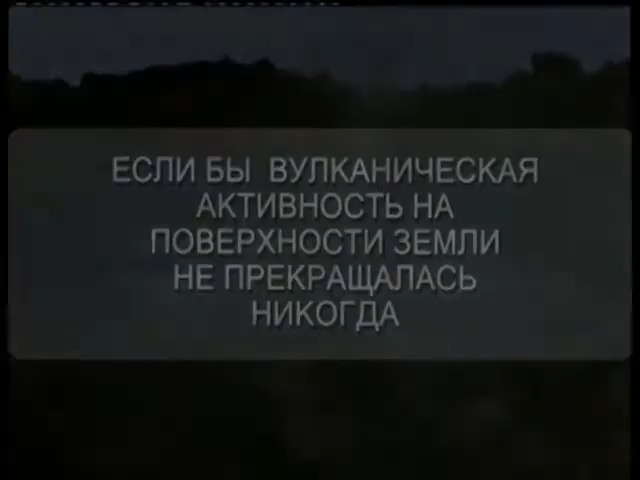 ЕСЛИ БЫ ВУЛКАНИЧЕСКАЯ
АКТИВНОСТЬ НА
ПОВЕРХНОСТИ ЗЕМЛИ
НЕ ПРЕКРАЩАЛАСЬ
НИКОГДА